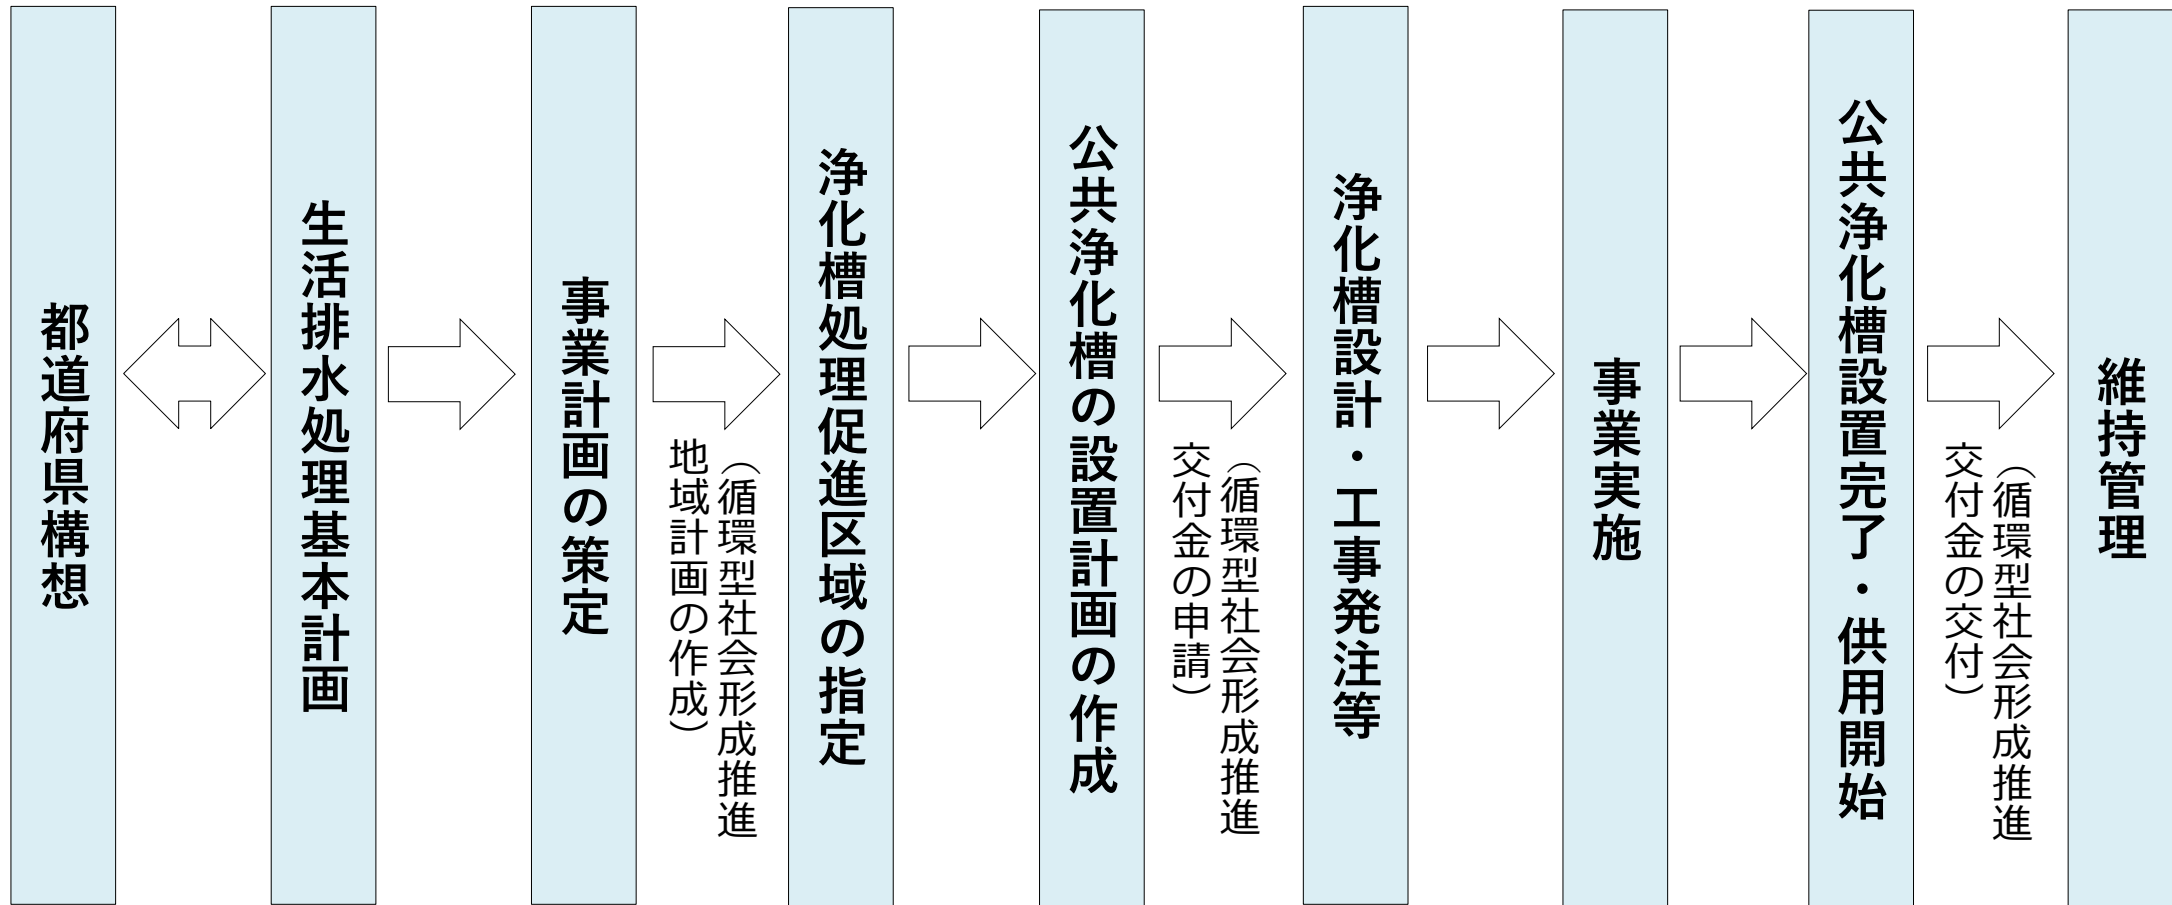 都道府県構想
生活排水処理基本計画
事業計画の策定
（循環型社会形成推進
地域計画の作成）
浄化槽処理促進区域の指定
公共浄化槽の設置計画の作成
（循環型社会形成推進
交付金の申請）
浄化槽設計・工事発注等
事業実施
公共浄化槽設置完了・供用開始
（循環型社会形成推進
交付金の交付）
維持管理